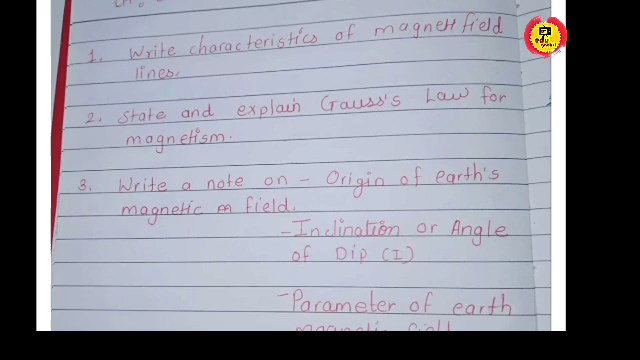 1. Write characteristics of magnett field
lines.
2. State and explain Gauss's Law for
magnetism.
3. Write a note on - Origin of earth's
magnetic m field.
- Inclination or Angle
of Dip (I)
- Parameter of earth
edu